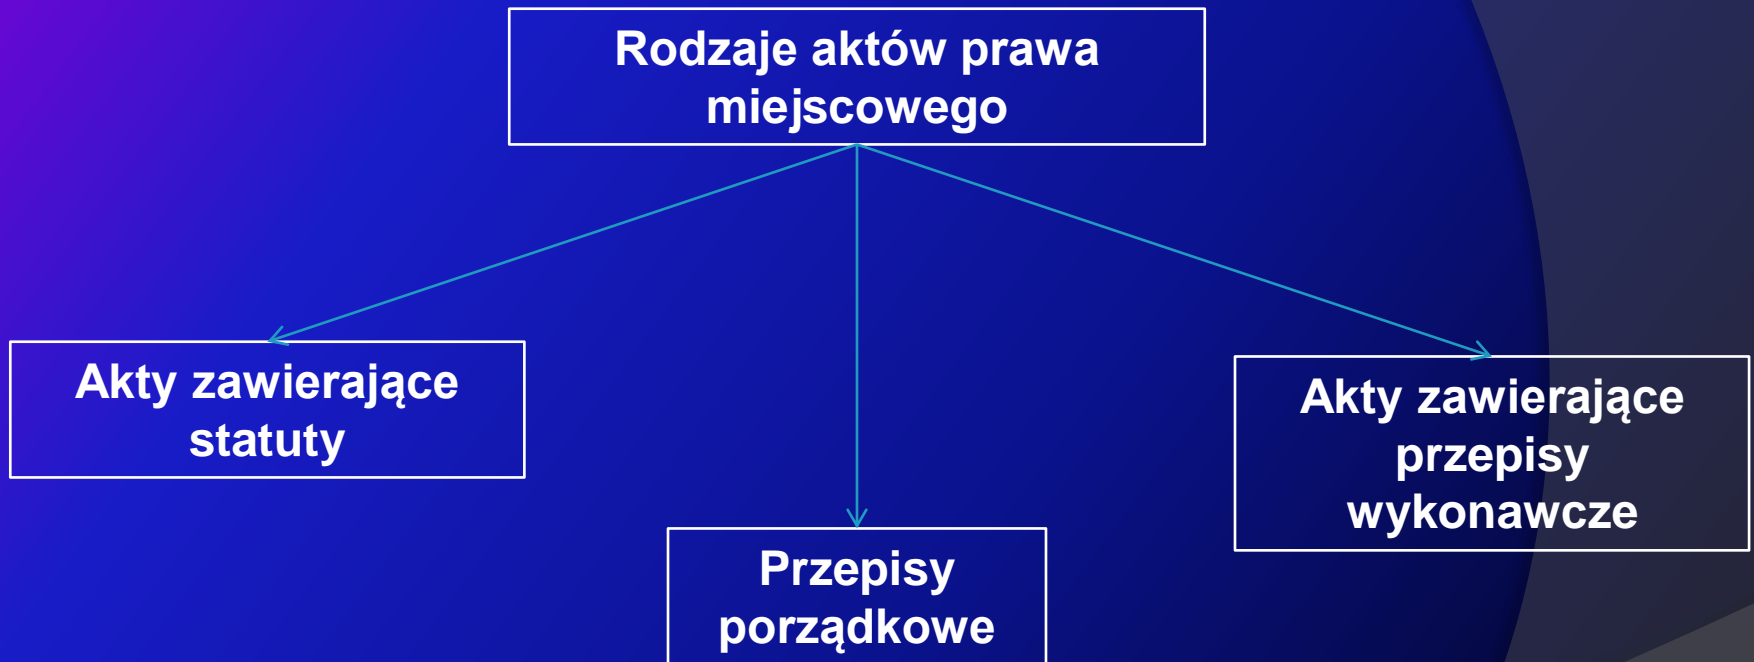 Rodzaje aktów prawa
miejscowego
Akty zawierające
statuty
Akty zawierające
przepisy
wykonawcze
Przepisy
porządkowe